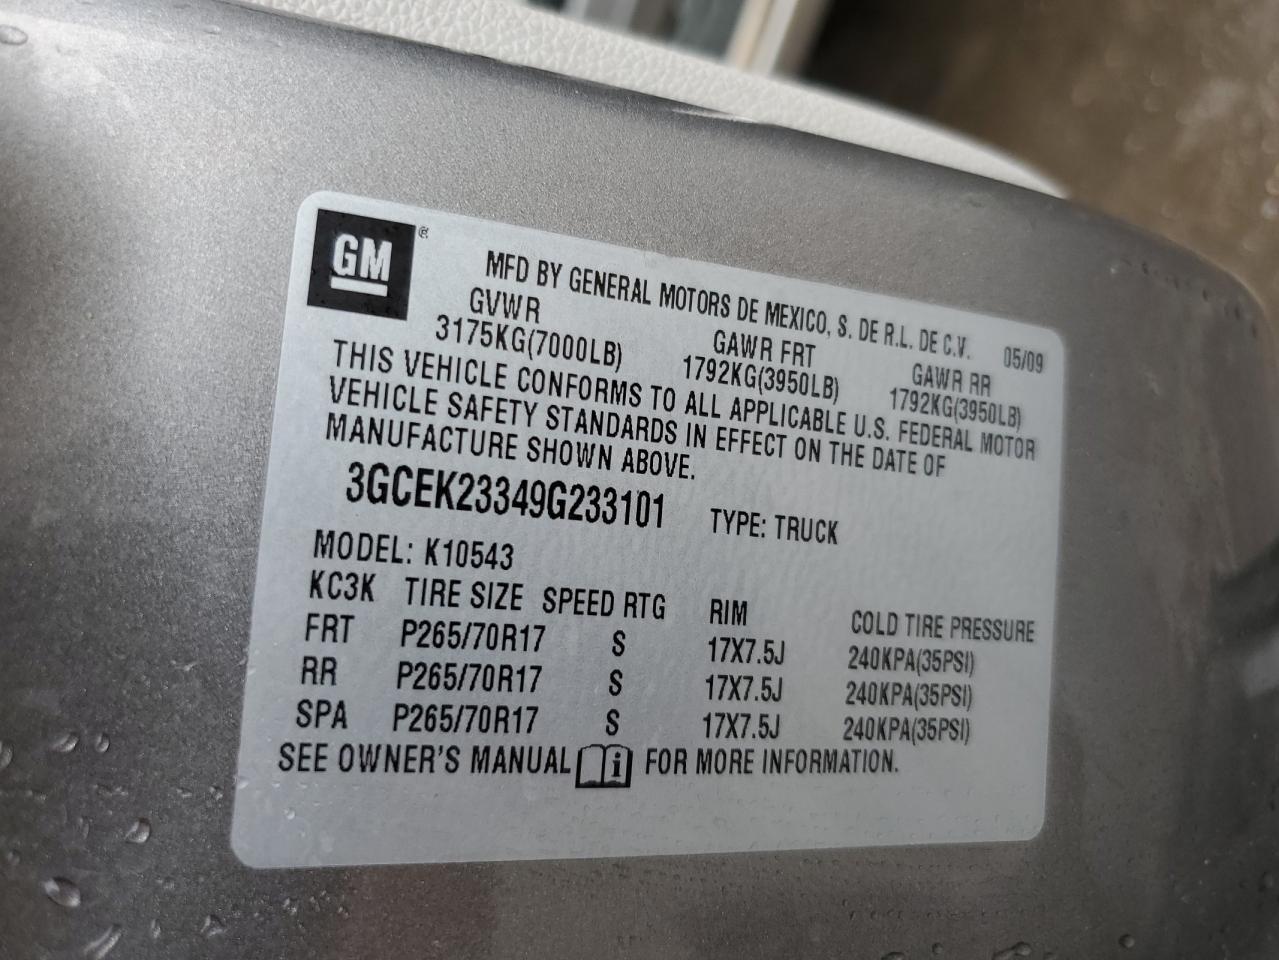 GM ®
MFD BY GENERAL MOTORS DE MEXICO, S. DE R.L. DE C.V. 05/09
GVWR GAWR FRT GAWR RR
3175KG(7000LB) 1792KG(3950LB) 1792KG(3950LB)
THIS VEHICLE CONFORMS TO ALL APPLICABLE U.S. FEDERAL MOTOR
VEHICLE SAFETY STANDARDS IN EFFECT ON THE DATE OF
MANUFACTURE SHOWN ABOVE.
3GCEK23349G233101 TYPE: TRUCK
MODEL: K10543
KC3K TIRE SIZE SPEED RTG RIM COLD TIRE PRESSURE
FRT P265/70R17 S 17X7.5J 240KPA(35PSI)
RR P265/70R17 S 17X7.5J 240KPA(35PSI)
SPA P265/70R17 S 17X7.5J 240KPA(35PSI)
SEE OWNER'S MANUAL i FOR MORE INFORMATION.